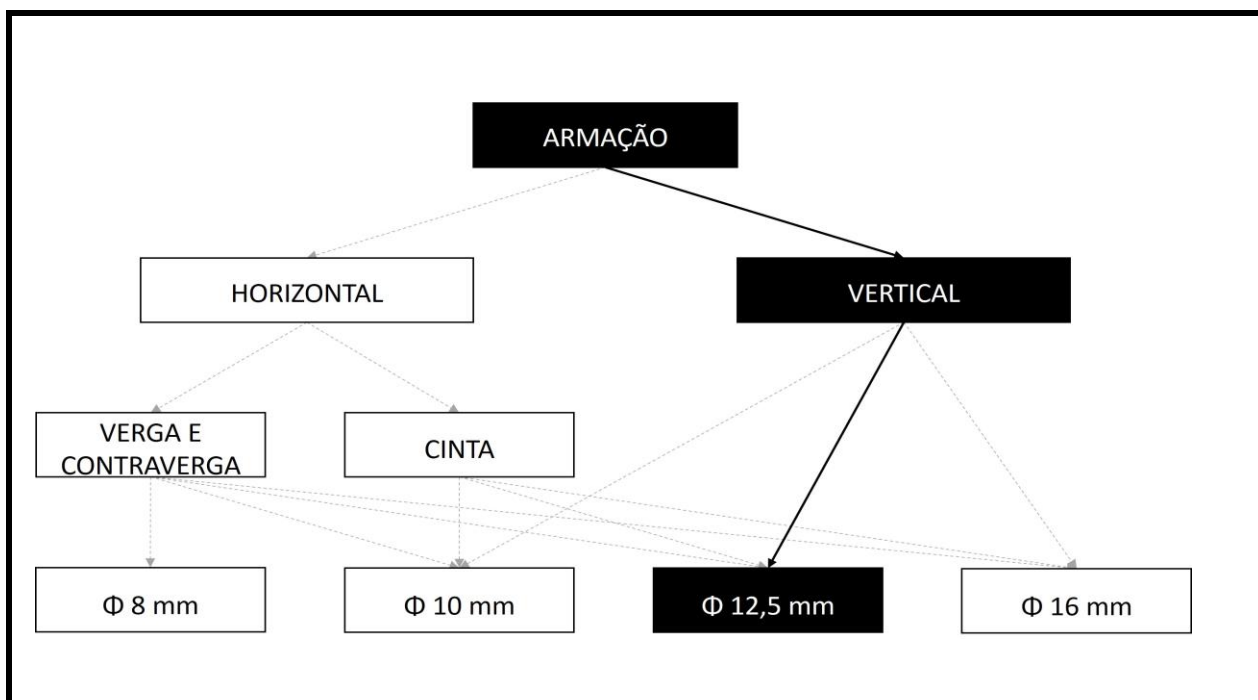 ARMAÇÃO
HORIZONTAL
VERTICAL
VERGA E
CONTRAVERGA
CINTA
Φ 8 mm
Φ 10 mm
Φ 12,5 mm
Φ 16 mm